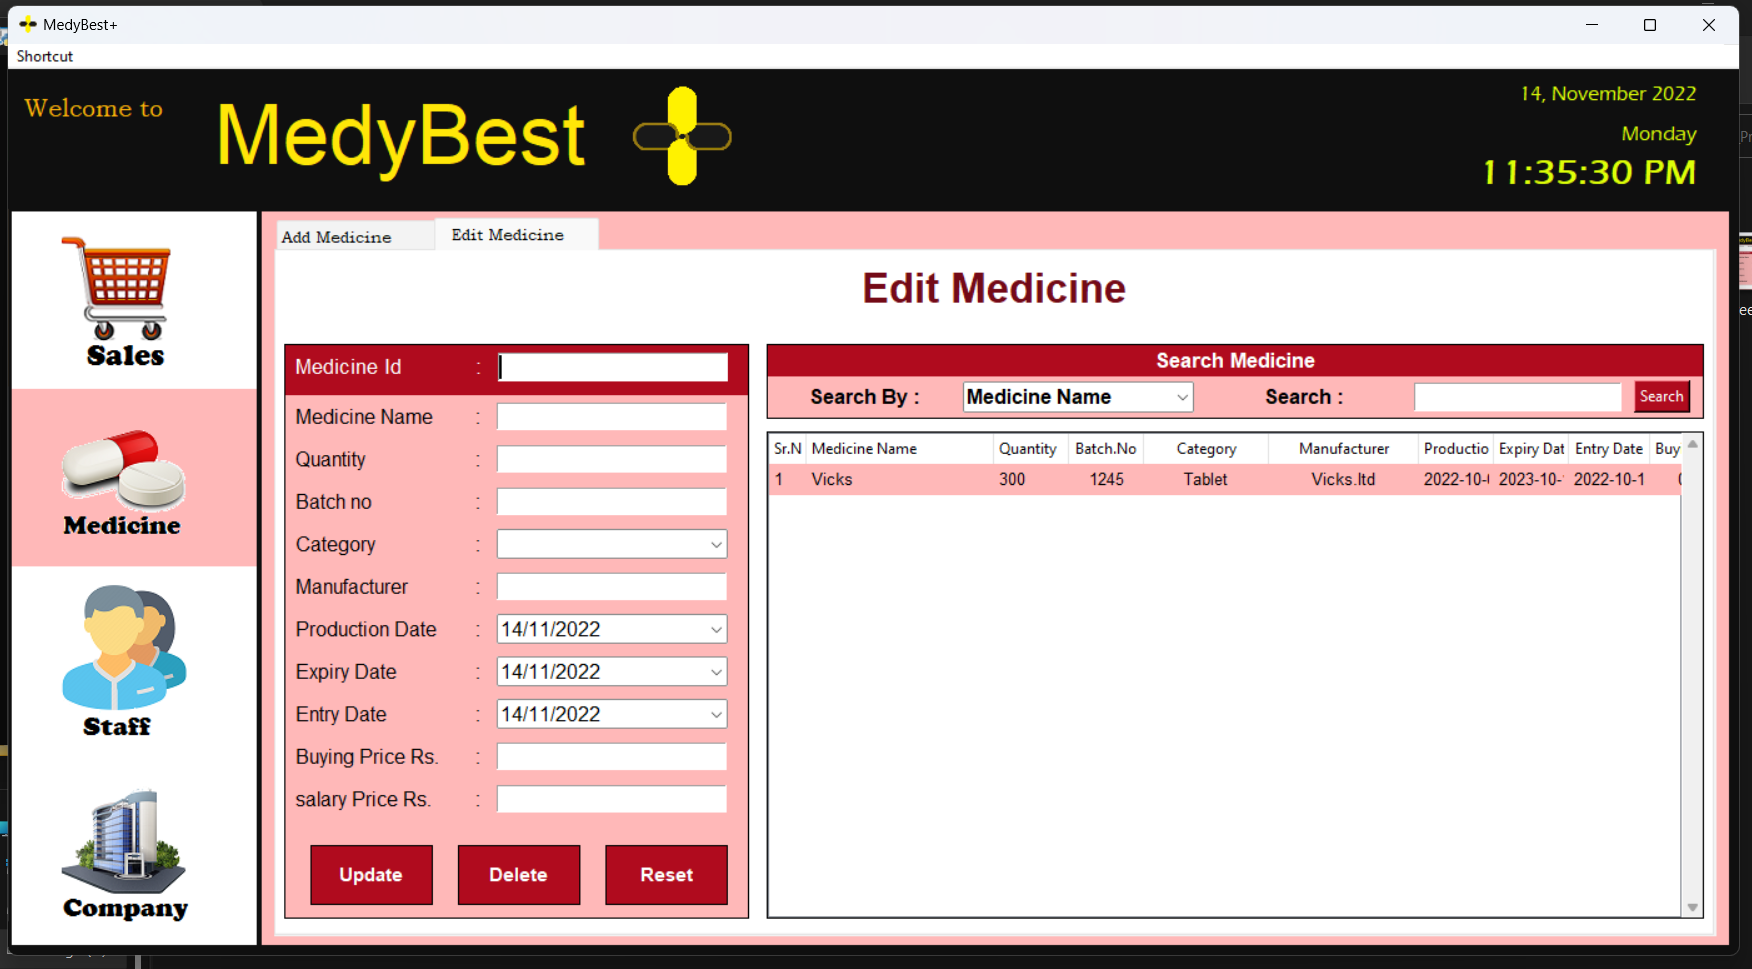 MedyBest+
Shortcut
Welcome to
MedyBest
14, November 2022
Monday
11:35:30 PM
Sales
Medicine
Staff
Company
Add Medicine
Edit Medicine
Edit Medicine
Medicine Id :
Medicine Name :
Quantity :
Batch no :
Category :
Manufacturer :
Production Date : 14/11/2022
Expiry Date : 14/11/2022
Entry Date : 14/11/2022
Buying Price Rs. :
salary Price Rs. :
Update Delete Reset
Search Medicine
Search By : Medicine Name Search : Search
Sr.N Medicine Name Quantity Batch.No Category Manufacturer Productio Expiry Dat Entry Date Buy
1 Vicks 300 1245 Tablet Vicks.ltd 2022-10- 2023-10- 2022-10-1